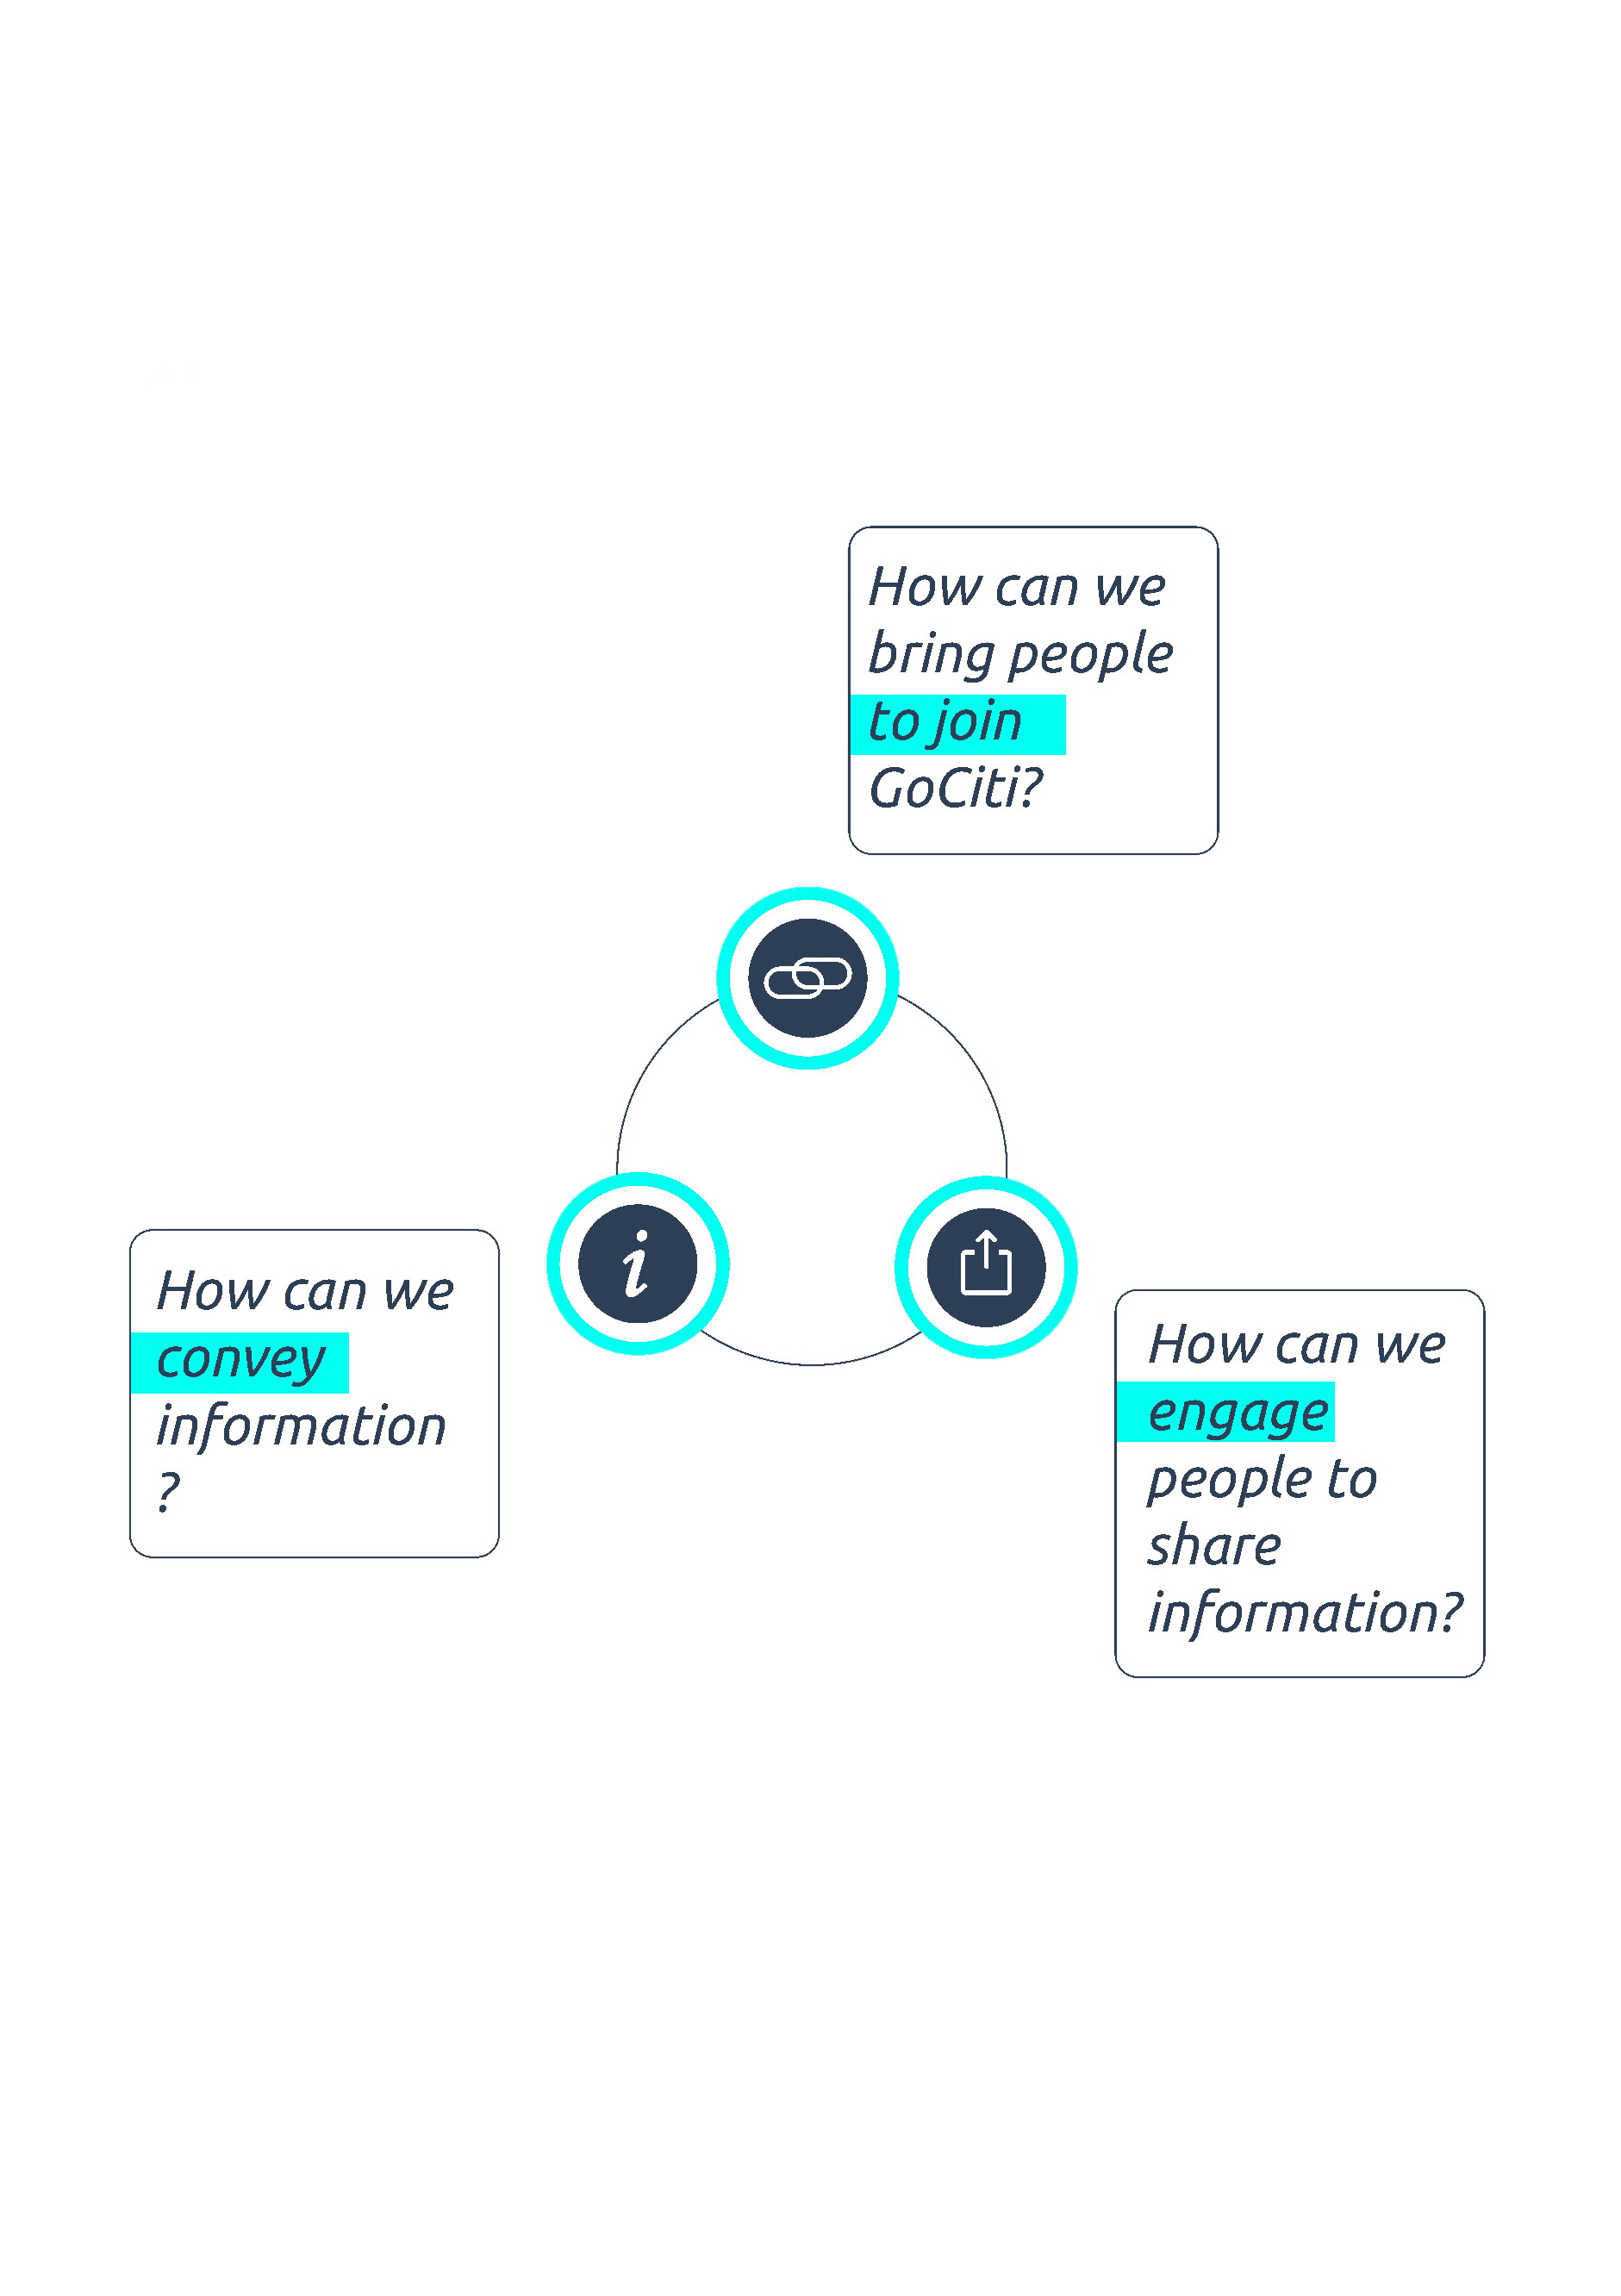 How can we
bring people
to join
GoCiti?
How can we
convey
information
?
How can we
engage
people to
share
information?